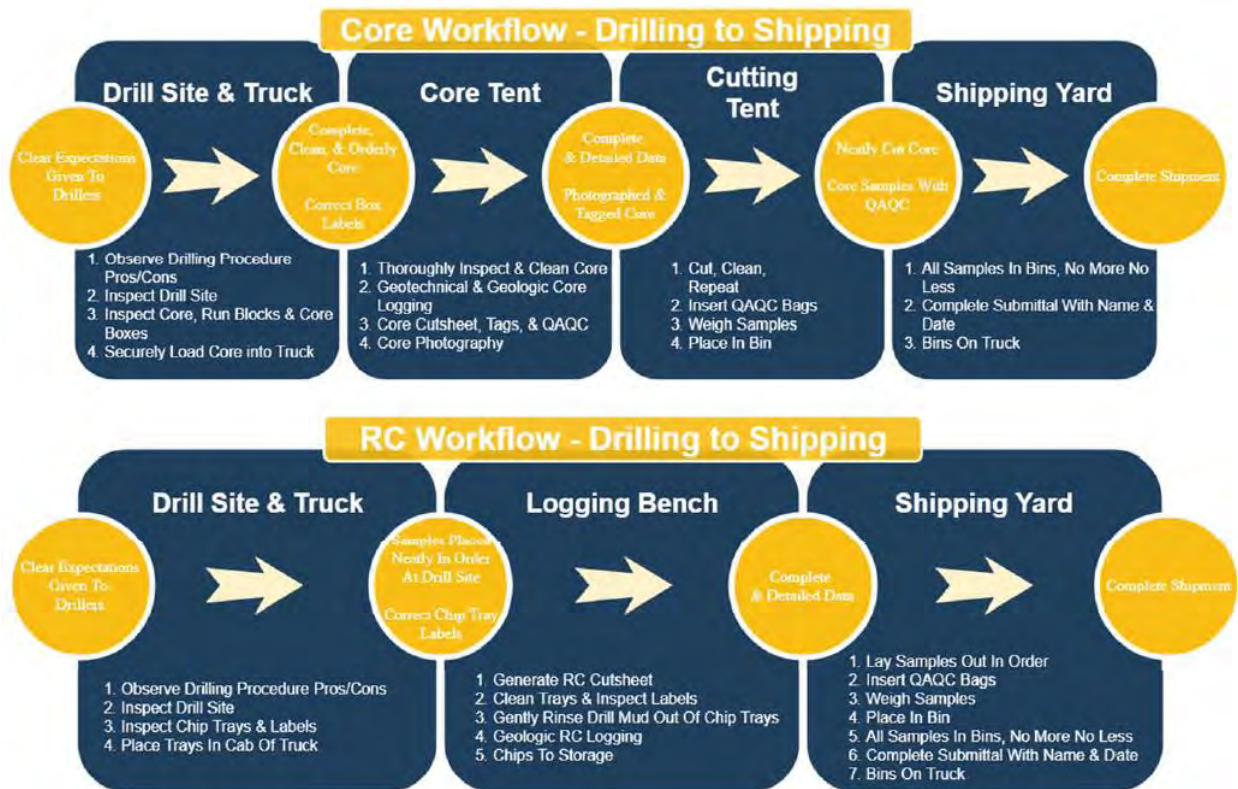 Core Workflow - Drilling to Shipping
Drill Site & Truck
Clear Expectations
Given To
Drillers
Complete,
Clean, & Orderly
Core
Correct Box
Labels
1. Observe Drilling Procedure
Pros/Cons
2. Inspect Drill Site
3. Inspect Core, Run Blocks & Core
Boxes
4. Securely Load Core into Truck
Core Tent
Complete
& Detailed Data
Photographed &
Tagged Core
1. Thoroughly Inspect & Clean Core
2. Geotechnical & Geologic Core
Logging
3. Core Cutsheet, Tags, & QAQC
4. Core Photography
Cutting
Tent
Neatly Cut Core
Core Samples With
QAQC
1. Cut, Clean,
Repeat
2. Insert QAQC Bags
3. Weigh Samples
4. Place In Bin
Shipping Yard
Complete Shipment
1. All Samples In Bins, No More No
Less
2. Complete Submittal With Name &
Date
3. Bins On Truck
RC Workflow - Drilling to Shipping
Drill Site & Truck
Clear Expectations
Given To
Drillers
Samples Placed
Neatly In Order
At Drill Site
Correct Chip Tray
Labels
1. Observe Drilling Procedure Pros/Cons
2. Inspect Drill Site
3. Inspect Chip Trays & Labels
4. Place Trays In Cab Of Truck
Logging Bench
Complete
& Detailed Data
1. Generate RC Cutsheet
2. Clean Trays & Inspect Labels
3. Gently Rinse Drill Mud Out Of Chip Trays
4. Geologic RC Logging
5. Chips To Storage
Shipping Yard
Complete Shipment
1. Lay Samples Out In Order
2. Insert QAQC Bags
3. Weigh Samples
4. Place In Bin
5. All Samples In Bins, No More No Less
6. Complete Submittal With Name & Date
7. Bins On Truck